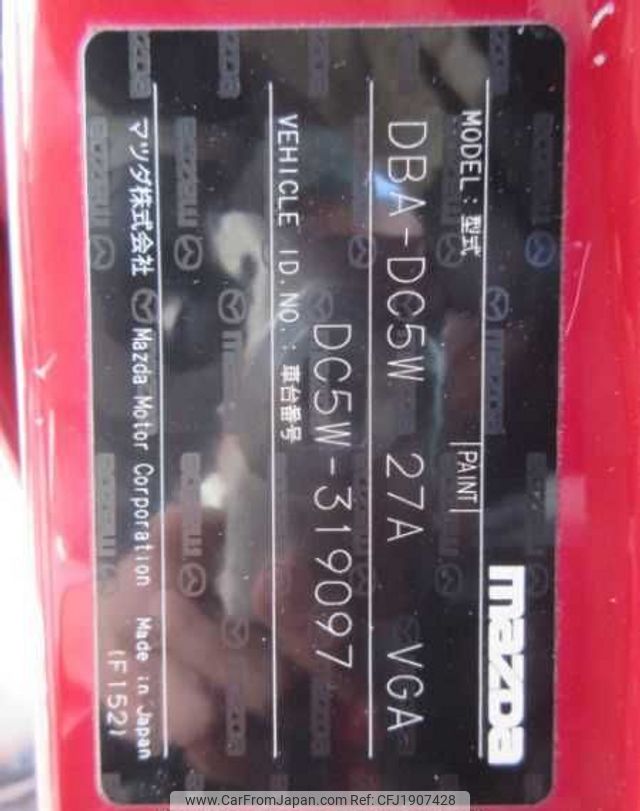 mazda
MODEL:型式 PAINT
DBA-DC5W 27A VGA
VEHICLE ID.NO.:車台番号
DC5W-319097
マツダ株式会社 Mazda Motor Corporation Made in Japan
(F152)
www.CarFromJapan.com | CFJ1907428